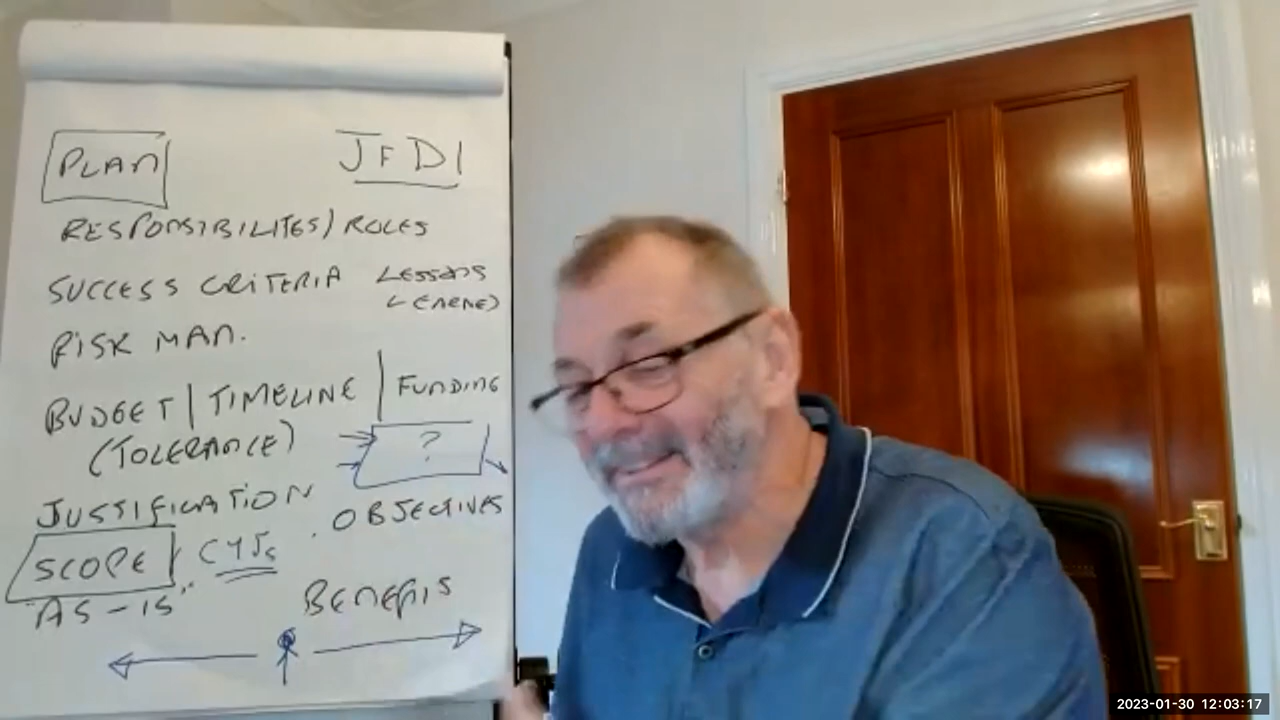 PLAN JFDI
RESPONSIBILITES/ROLES
SUCCESS CRITERIA LESSONS
LEARNED
RISK MAN.
BUDGET | TIMELINE | FUNDING
(TOLERANCE) ?
JUSTIFICATION . OBJECTIVES
SCOPE /
"AS-IS" BENEFITS
2023-01-30 12:03:17